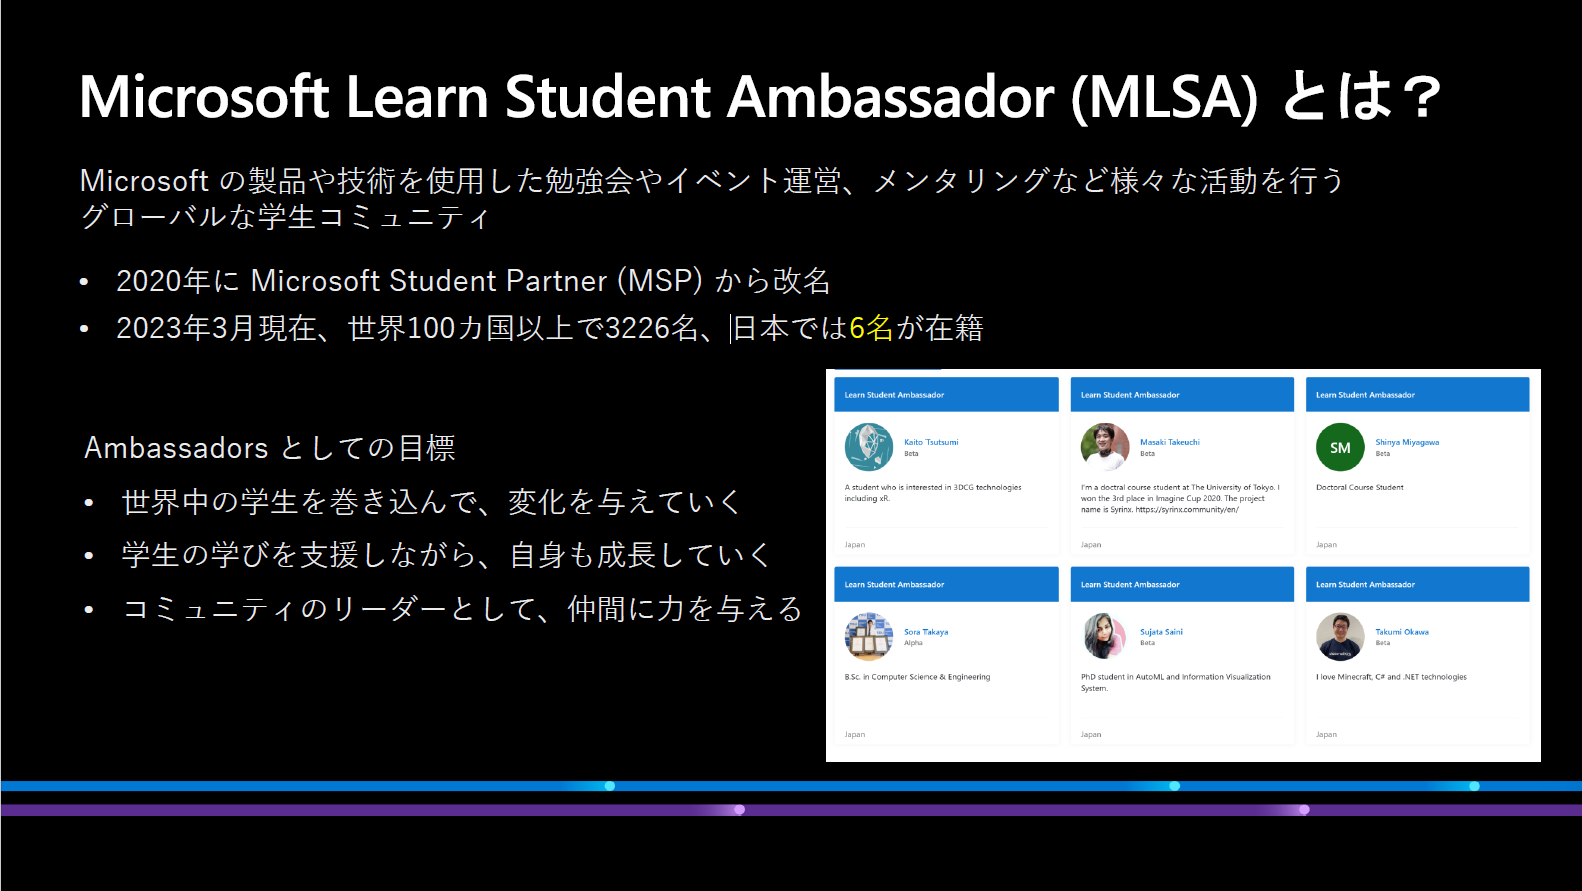 Microsoft Learn Student Ambassador (MLSA) とは？
Microsoft の製品や技術を使用した勉強会やイベント運営、メンタリングなど様々な活動を行う
グローバルな学生コミュニティ
• 2020年に Microsoft Student Partner (MSP) から改名
• 2023年3月現在、世界100カ国以上で3226名、日本では6名が在籍
Ambassadors としての目標
• 世界中の学生を巻き込んで、変化を与えていく
• 学生の学びを支援しながら、自身も成長していく
• コミュニティのリーダーとして、仲間に力を与える
Learn Student Ambassador
Kaito Tsutsumi
Beta
A student who is interested in 3DCG technologies
including xR.
Japan
Learn Student Ambassador
Masaki Takeuchi
Beta
I'm a doctral course student at The University of Tokyo. I
won the 3rd place in Imagine Cup 2020. The project
name is Syrinx. https://syrinx.community/en/
Japan
Learn Student Ambassador
SM
Shinya Miyagawa
Beta
Doctoral Course Student
Japan
Learn Student Ambassador
Sora Takaya
Alpha
B.Sc. in Computer Science & Engineering
Japan
Learn Student Ambassador
Sujata Saini
Beta
PhD student in AutoML and Information Visualization
System.
Japan
Learn Student Ambassador
Takumi Okawa
Beta
I love Minecraft, C# and .NET technologies
Japan